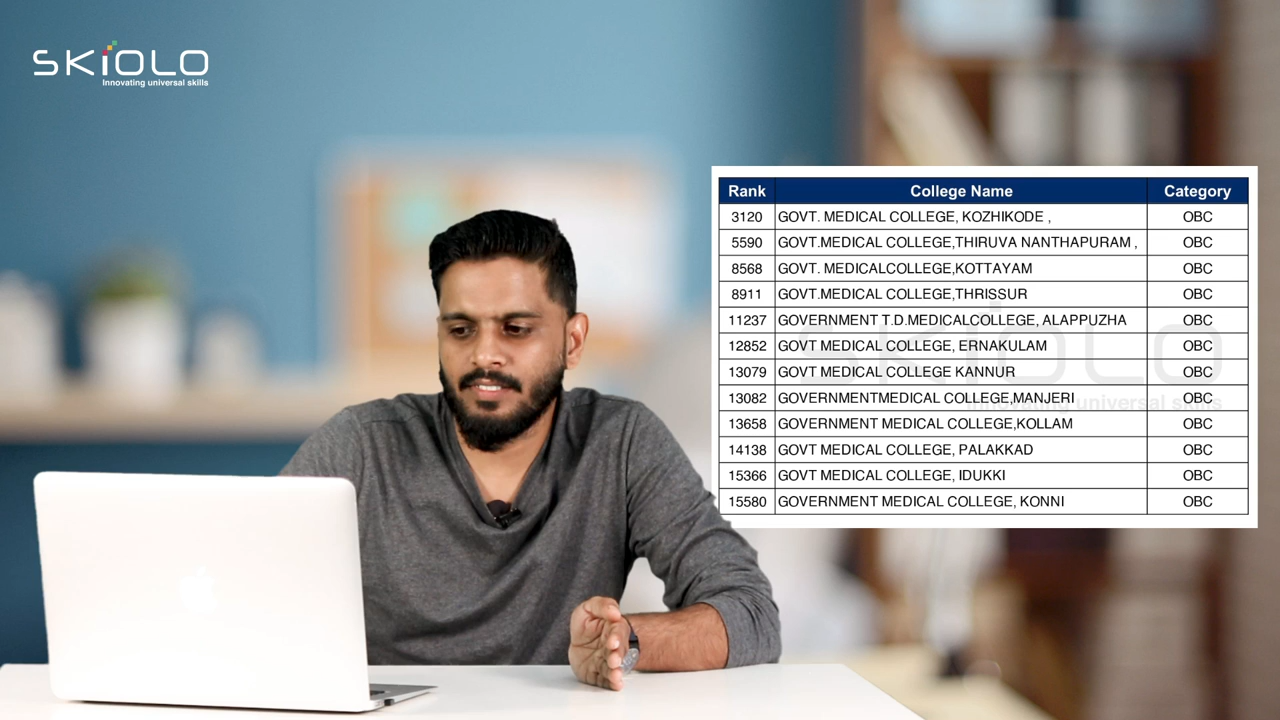 SKiOLO
Innovating universal skills
Rank College Name Category
3120 GOVT. MEDICAL COLLEGE, KOZHIKODE , OBC
5590 GOVT.MEDICAL COLLEGE,THIRUVA NANTHAPURAM , OBC
8568 GOVT. MEDICALCOLLEGE,KOTTAYAM OBC
8911 GOVT.MEDICAL COLLEGE,THRISSUR OBC
11237 GOVERNMENT T.D.MEDICALCOLLEGE, ALAPPUZHA OBC
12852 GOVT MEDICAL COLLEGE, ERNAKULAM OBC
13079 GOVT MEDICAL COLLEGE KANNUR OBC
13082 GOVERNMENTMEDICAL COLLEGE,MANJERI OBC
13658 GOVERNMENT MEDICAL COLLEGE,KOLLAM OBC
14138 GOVT MEDICAL COLLEGE, PALAKKAD OBC
15366 GOVT MEDICAL COLLEGE, IDUKKI OBC
15580 GOVERNMENT MEDICAL COLLEGE, KONNI OBC
SKiOLO
Innovating universal skills